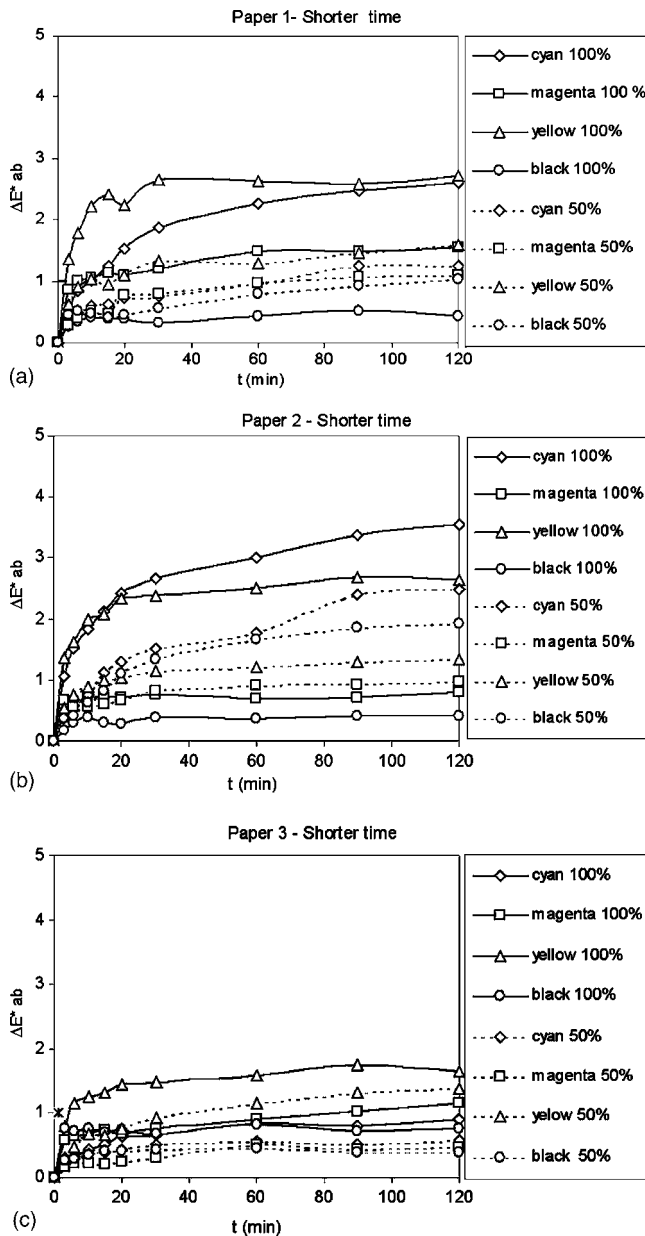 Paper 1- Shorter time
5
4
3
2
1
0
ΔE* ab
0 20 40 60 80 100 120
t (min)
cyan 100%
magenta 100 %
yellow 100%
black 100%
cyan 50%
magenta 50%
yellow 50%
black 50%
(a)
Paper 2 - Shorter time
5
4
3
2
1
0
ΔE* ab
0 20 40 60 80 100 120
t (min)
cyan 100%
magenta 100%
yellow 100%
black 100%
cyan 50%
magenta 50%
yellow 50%
black 50%
(b)
Paper 3 - Shorter time
5
4
3
2
1
0
ΔE* ab
0 20 40 60 80 100 120
t (min)
cyan 100%
magenta 100%
yellow 100%
black 100%
cyan 50%
magenta 50%
yelow 50%
black 50%
(c)